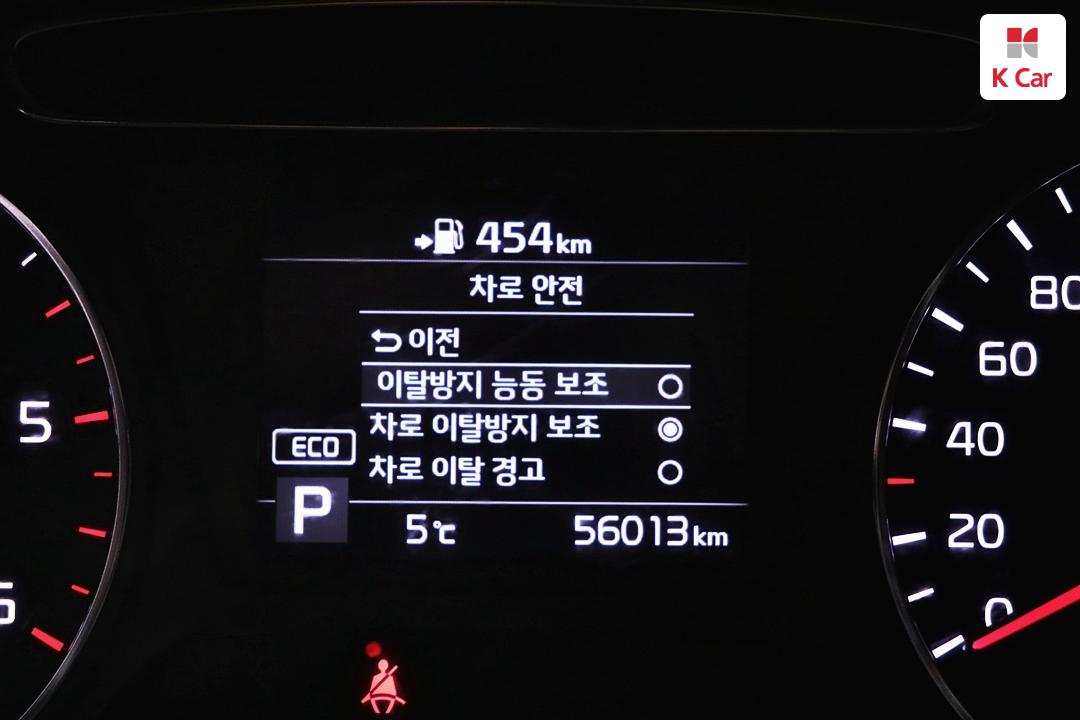 K Car
454km
차로 안전
이전
이탈방지 능동 보조
차로 이탈방지 보조
차로 이탈 경고
ECO
P
5℃
56013km
5
80
60
40
20
0